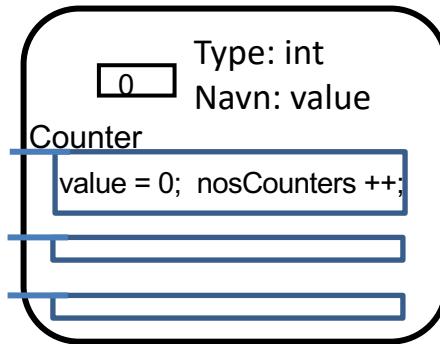 Type: int
0
Navn: value
Counter
value = 0;  nosCounters ++;